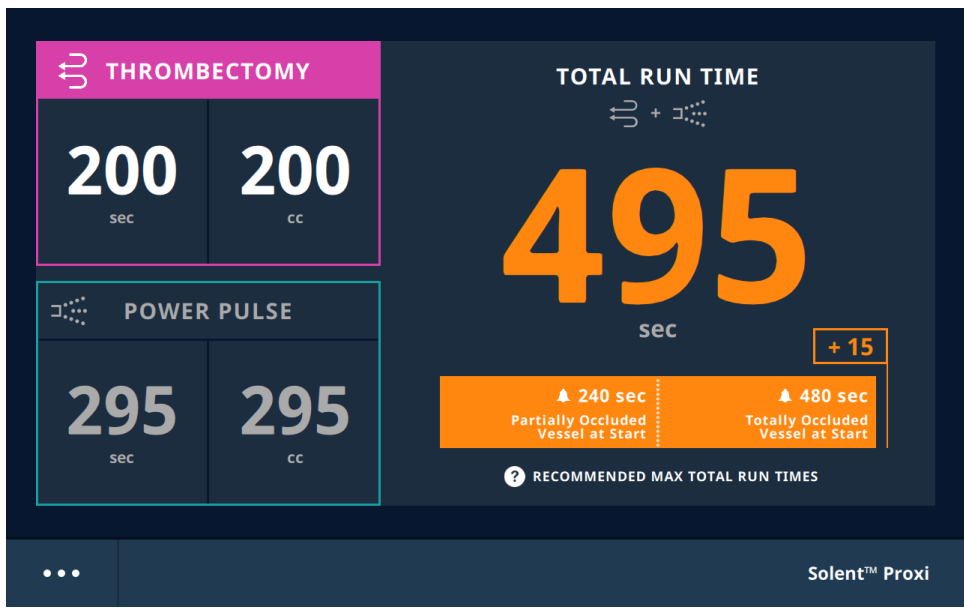 THROMBECTOMY
200
sec
200
cc
POWER PULSE
295
sec
295
cc
TOTAL RUN TIME
+
495
sec
+ 15
240 sec
Partially Occluded
Vessel at Start
480 sec
Totally Occluded
Vessel at Start
? RECOMMENDED MAX TOTAL RUN TIMES
Solent™ Proxi